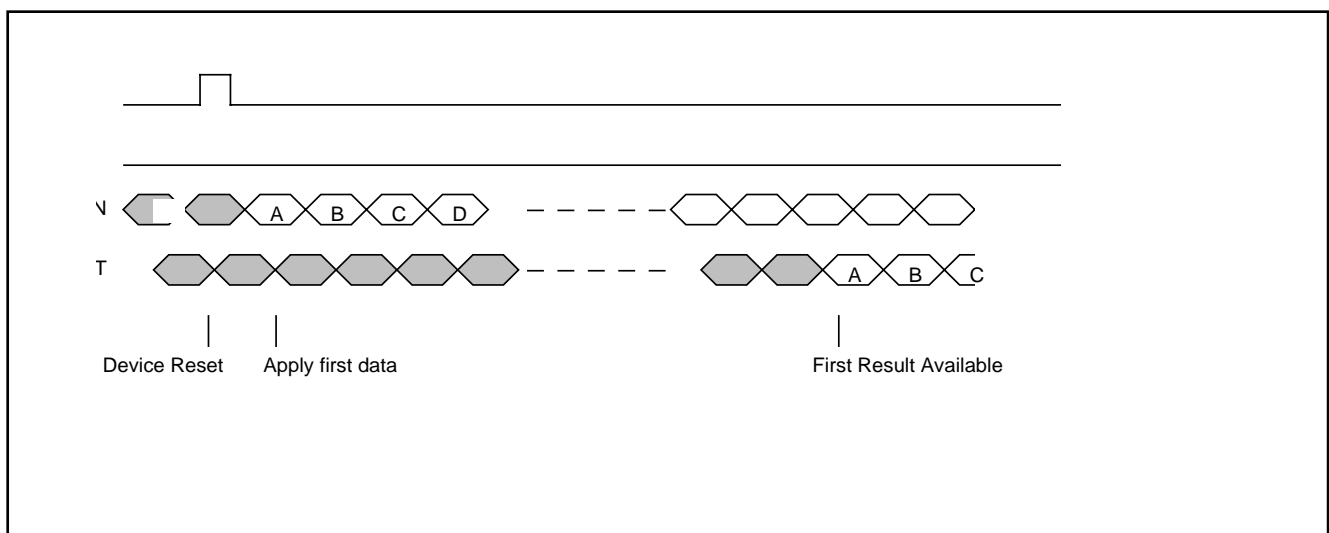 N A B C D
T A B C
Device Reset Apply first data First Result Available